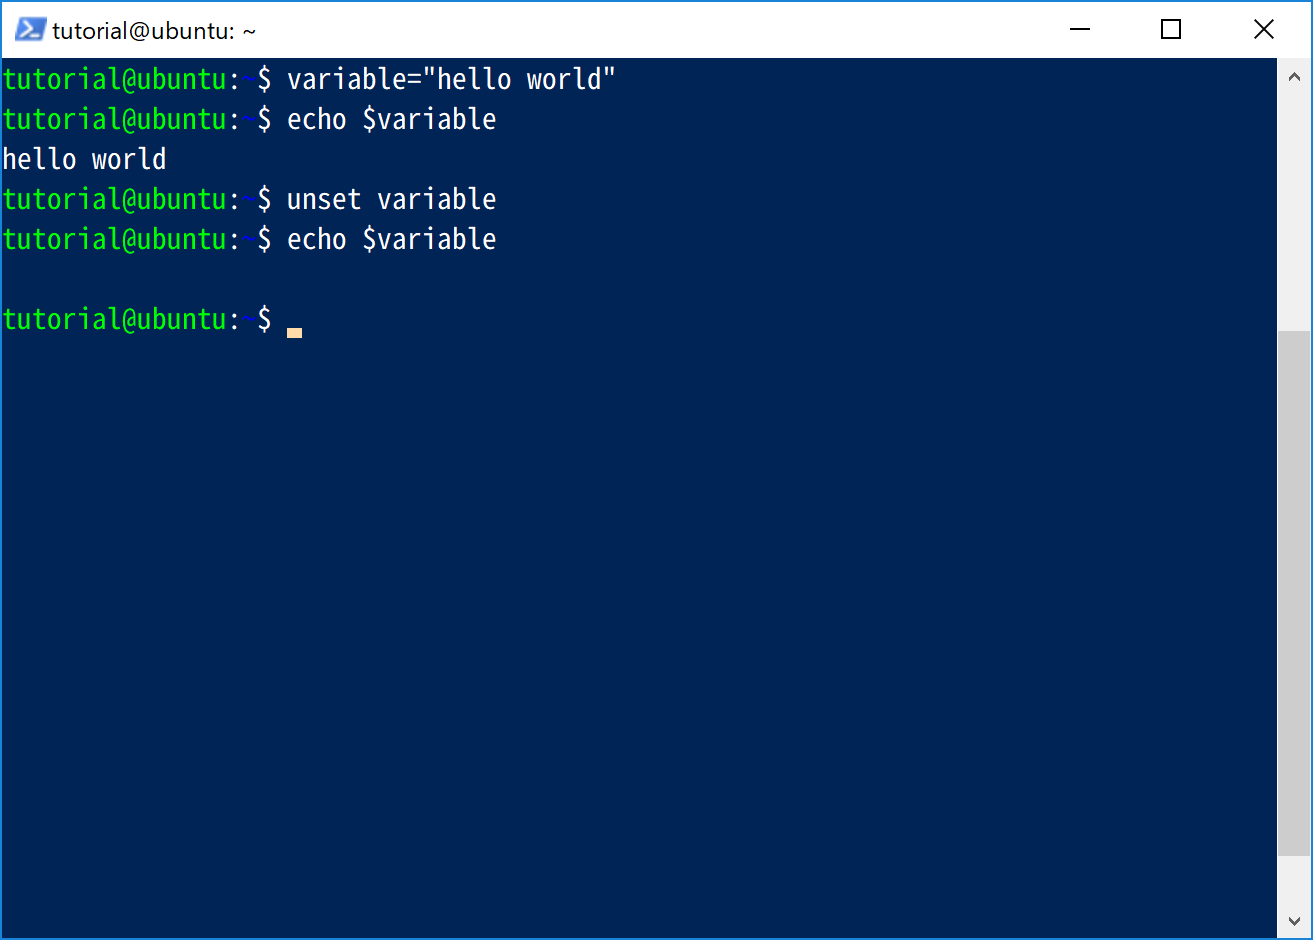 tutorial@ubuntu: ~
tutorial@ubuntu:~$ variable="hello world"
tutorial@ubuntu:~$ echo $variable
hello world
tutorial@ubuntu:~$ unset variable
tutorial@ubuntu:~$ echo $variable
tutorial@ubuntu:~$